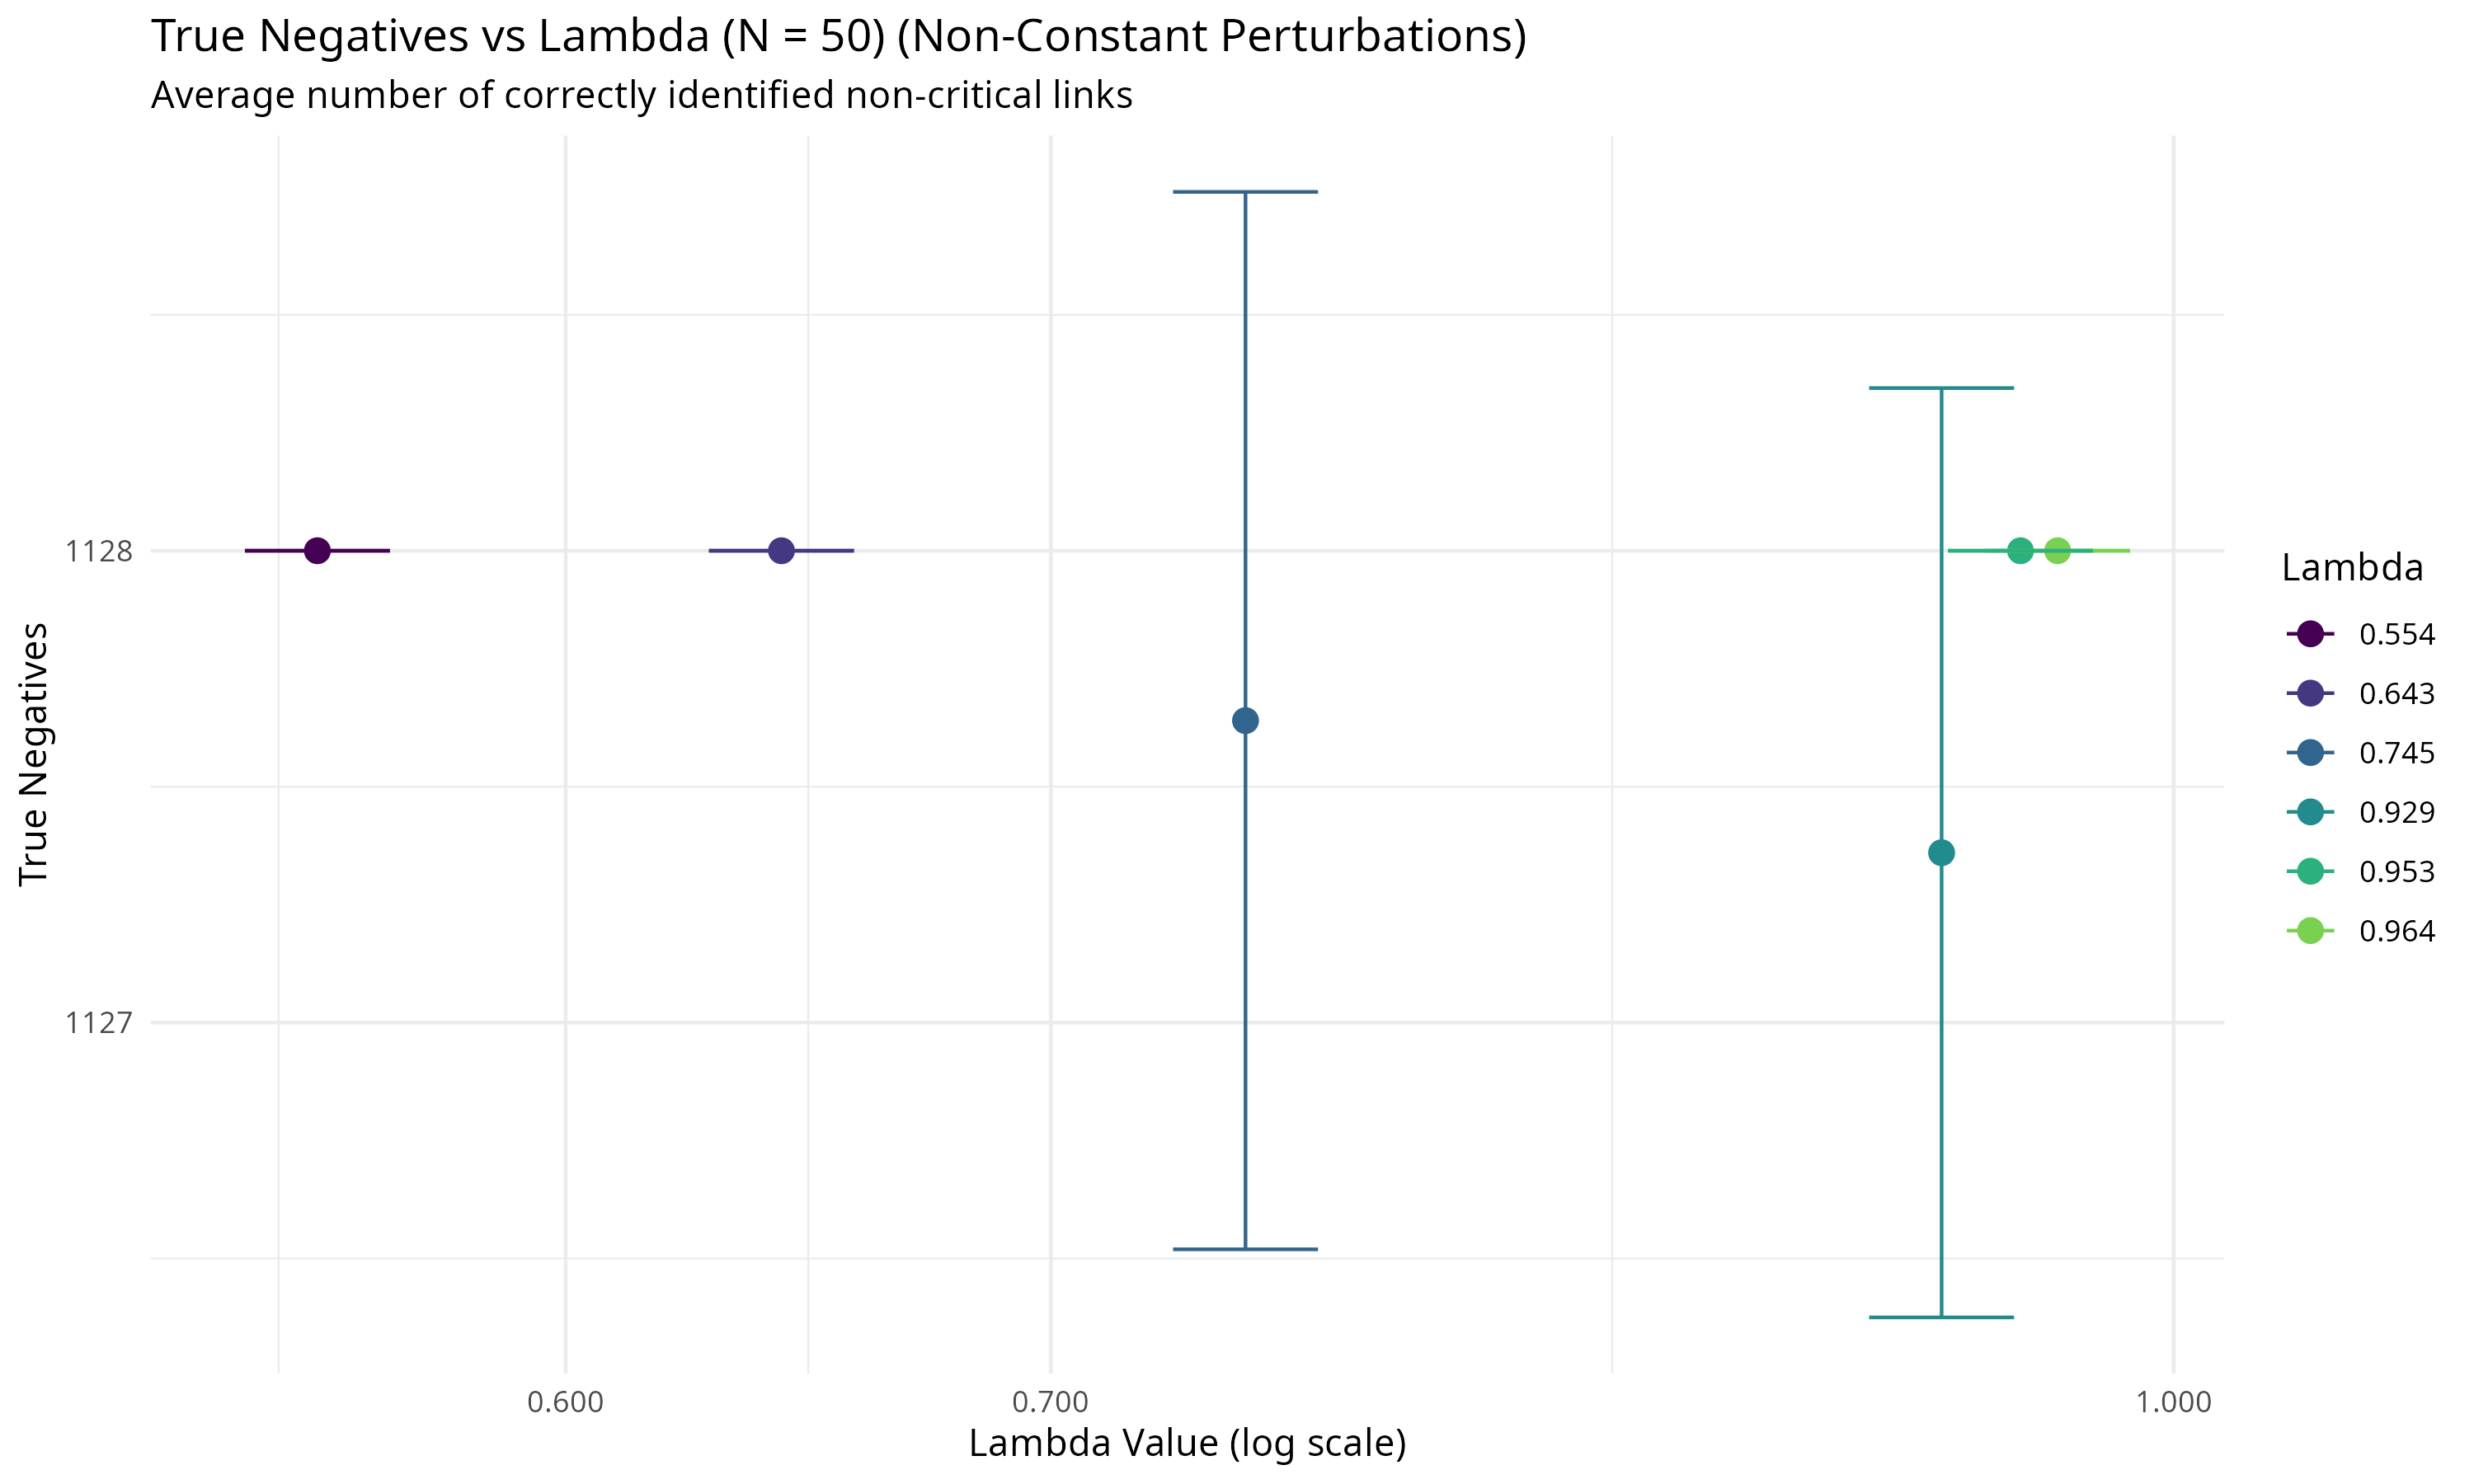 True Negatives vs Lambda (N = 50) (Non-Constant Perturbations)
Average number of correctly identified non-critical links
True Negatives
1128
1127
0.600
0.700
1.000
Lambda Value (log scale)
Lambda
0.554
0.643
0.745
0.929
0.953
0.964